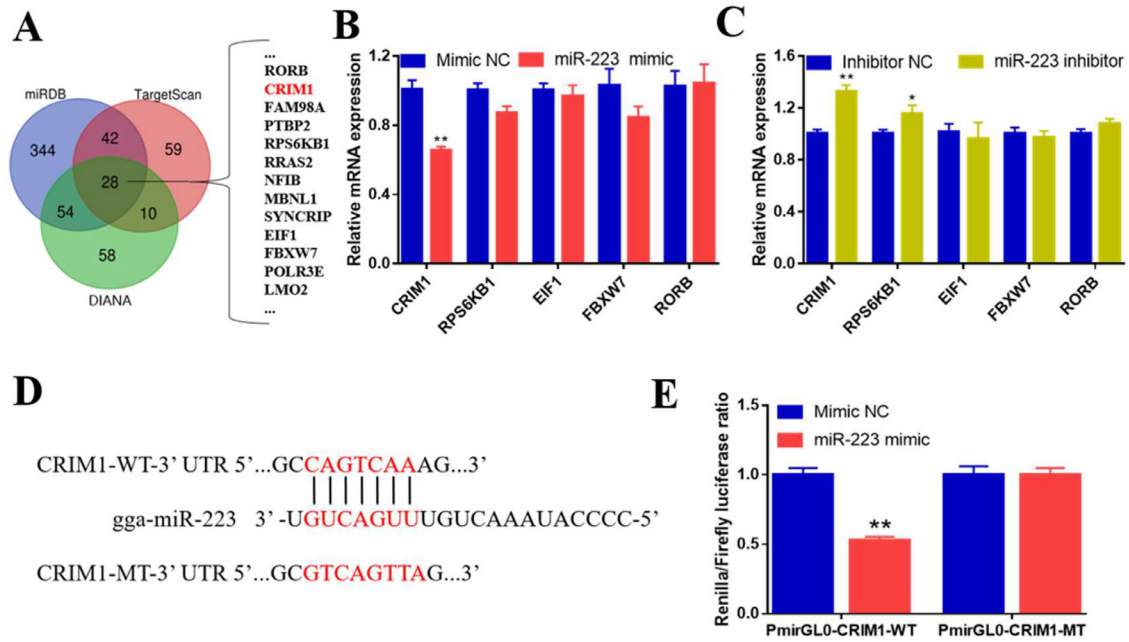 A
miRDB
TargetScan
DIANA
344
42
59
28
54
10
58
...
RORB
CRIM1
FAM98A
PTBP2
RPS6KB1
RRAS2
NFIB
MBNL1
SYNCRIP
EIF1
FBXW7
POLR3E
LMO2
...
B
Mimic NC
miR-223 mimic
Relative mRNA expression
1.2
0.8
0.4
0.0
**
CRIM1
RPS6KB1
EIF1
FBXW7
RORB
C
Inhibitor NC
miR-223 inhibitor
Relative mRNA expression
1.6
1.2
0.8
0.4
0.0
**
*
CRIM1
RPS6KB1
EIF1
FBXW7
RORB
D
CRIM1-WT-3' UTR 5'...GCCAGTCAAAG...3'
gga-miR-223 3' -UGUCAGUUUGUCAAAUACCCC-5'
CRIM1-MT-3' UTR 5'...GCGTCAGTTAG...3'
E
Mimic NC
miR-223 mimic
Renilla/Firefly luciferase ratio
1.5
1.0
0.5
0.0
**
PmirGL0-CRIM1-WT
PmirGL0-CRIM1-MT